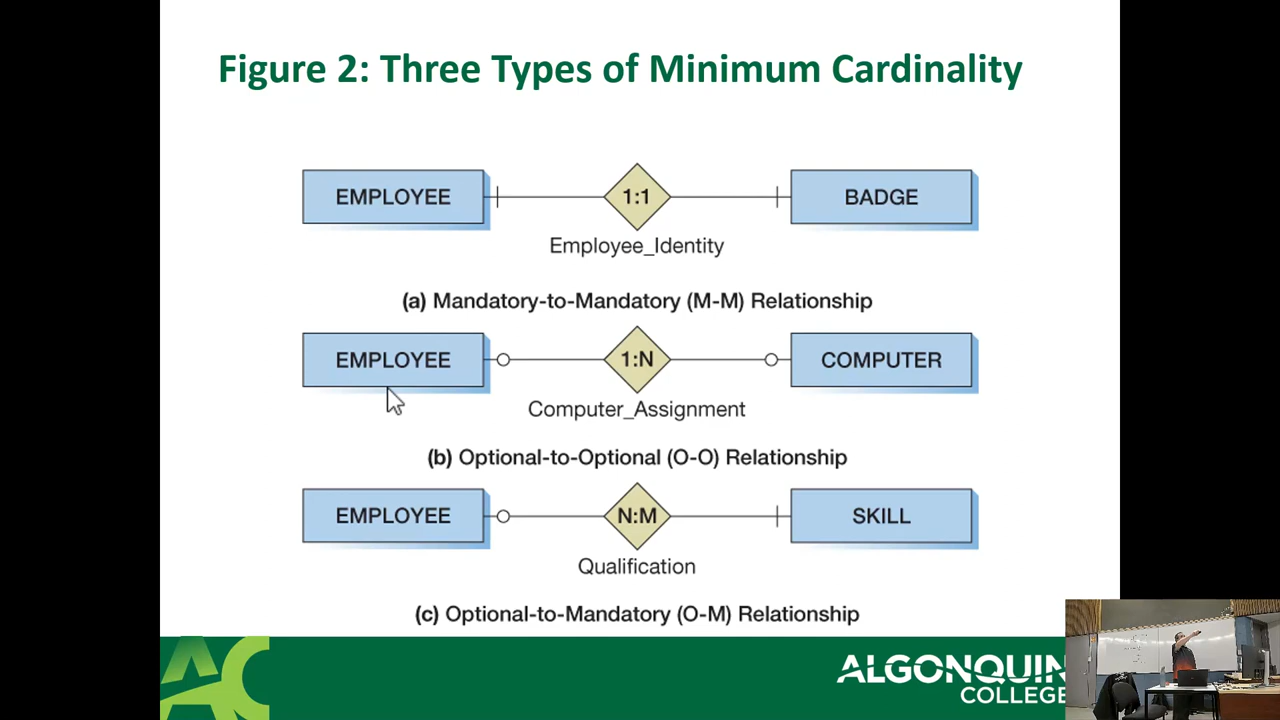 Figure 2: Three Types of Minimum Cardinality
EMPLOYEE
1:1
BADGE
Employee_Identity
(a) Mandatory-to-Mandatory (M-M) Relationship
EMPLOYEE
1:N
COMPUTER
Computer_Assignment
(b) Optional-to-Optional (O-O) Relationship
EMPLOYEE
N:M
SKILL
Qualification
(c) Optional-to-Mandatory (O-M) Relationship
AC
ALGONQUIN
COLLEGE